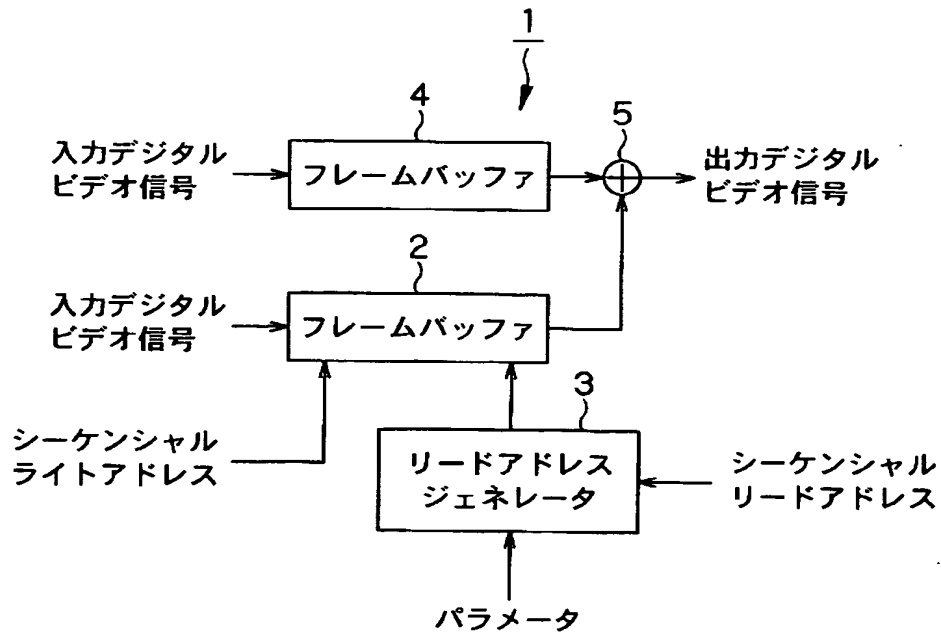 1
4
5
入力デジタル
ビデオ信号
フレームバッファ
出力デジタル
ビデオ信号
2
入力デジタル
ビデオ信号
フレームバッファ
3
シーケンシャル
ライトアドレス
リードアドレス
ジェネレータ
シーケンシャル
リードアドレス
パラメータ